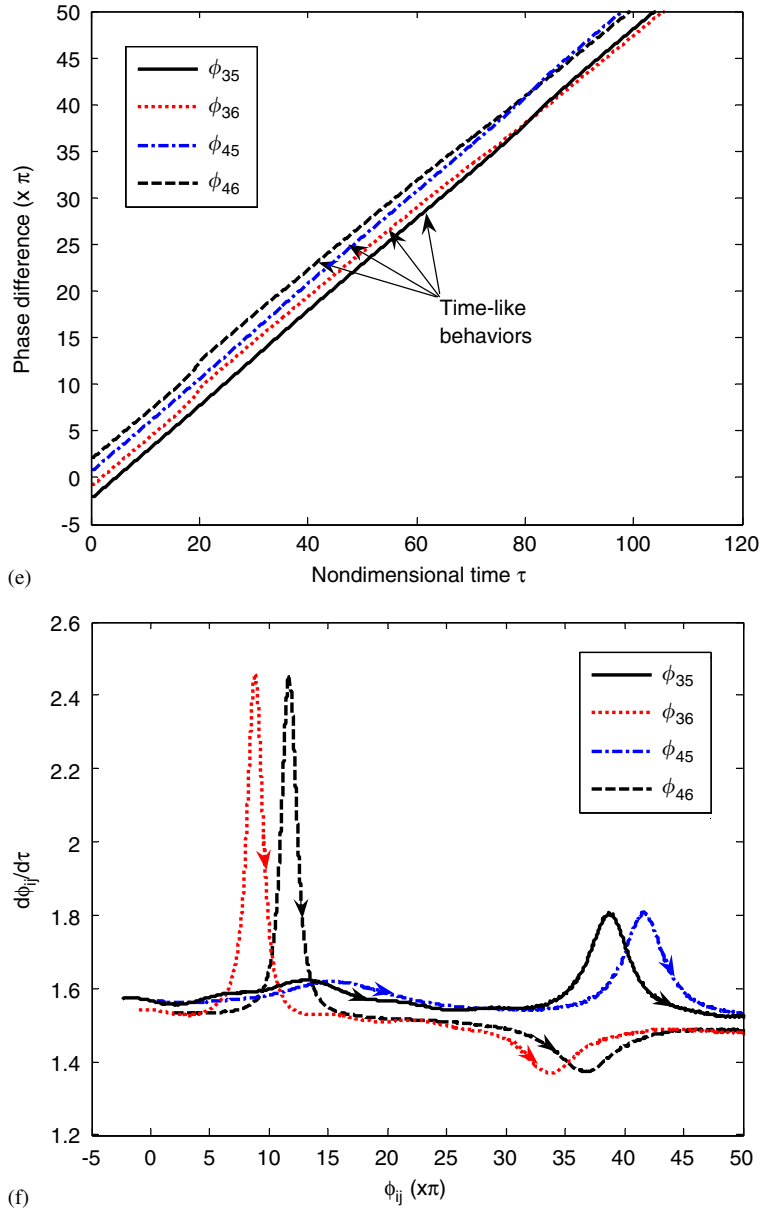 50
45
40
35
30
25
20
15
10
5
0
-5
Phase difference (x π)
ϕ35
ϕ36
ϕ45
ϕ46
Time-like
behaviors
0 20 40 60 80 100 120
Nondimensional time τ
(e)
2.6
2.4
2.2
2
1.8
1.6
1.4
1.2
dϕij/dτ
ϕ35
ϕ36
ϕ45
ϕ46
-5 0 5 10 15 20 25 30 35 40 45 50
ϕij (xπ)
(f)